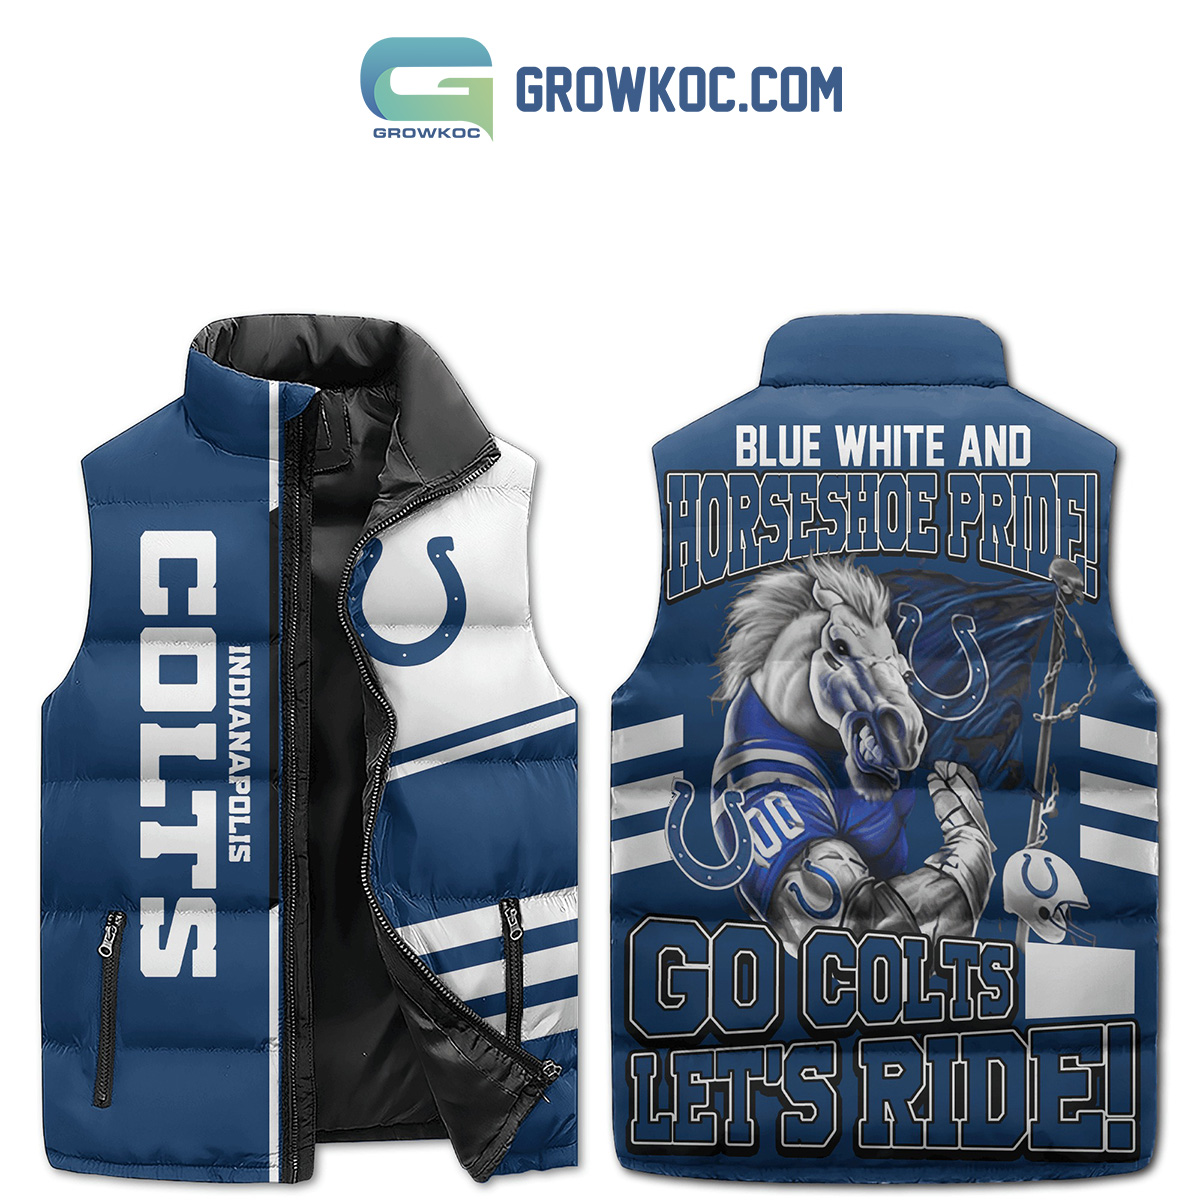 GROWKOC
GROWKOC.COM
INDIANAPOLIS
COLTS
BLUE WHITE AND
HORSESHOE PRIDE!
00
GO COLTS
LET'S RIDE!